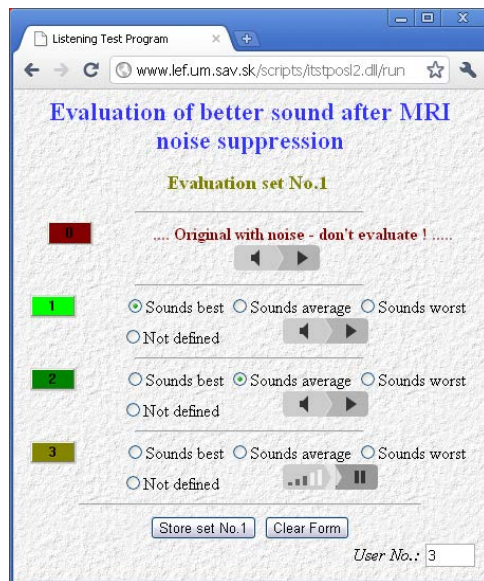 Listening Test Program
www.lef.um.sav.sk/scripts/itstposl2.dll/run
Evaluation of better sound after MRI
noise suppression
Evaluation set No.1
0
.... Original with noise - don't evaluate ! .....
1
Sounds best Sounds average Sounds worst
Not defined
2
Sounds best Sounds average Sounds worst
Not defined
3
Sounds best Sounds average Sounds worst
Not defined
Store set No.1 Clear Form
User No.: 3